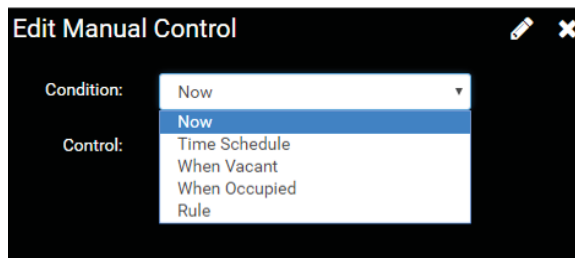 Edit Manual Control
Condition:
Now
Now
Time Schedule
Control:
When Vacant
When Occupied
Rule